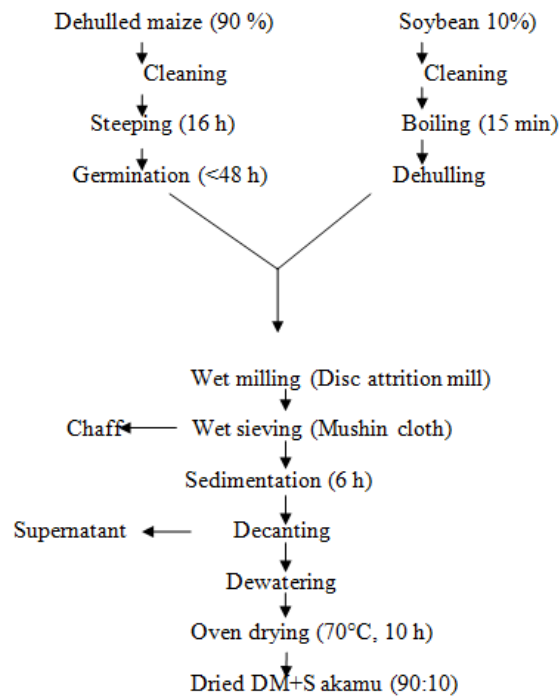 Dehulled maize (90 %)
Soybean 10%)
Cleaning
Cleaning
Steeping (16 h)
Boiling (15 min)
Germination (<48 h)
Dehulling
Wet milling (Disc attrition mill)
Chaff
Wet sieving (Mushin cloth)
Sedimentation (6 h)
Supernatant
Decanting
Dewatering
Oven drying (70°C, 10 h)
Dried DM+S akamu (90:10)